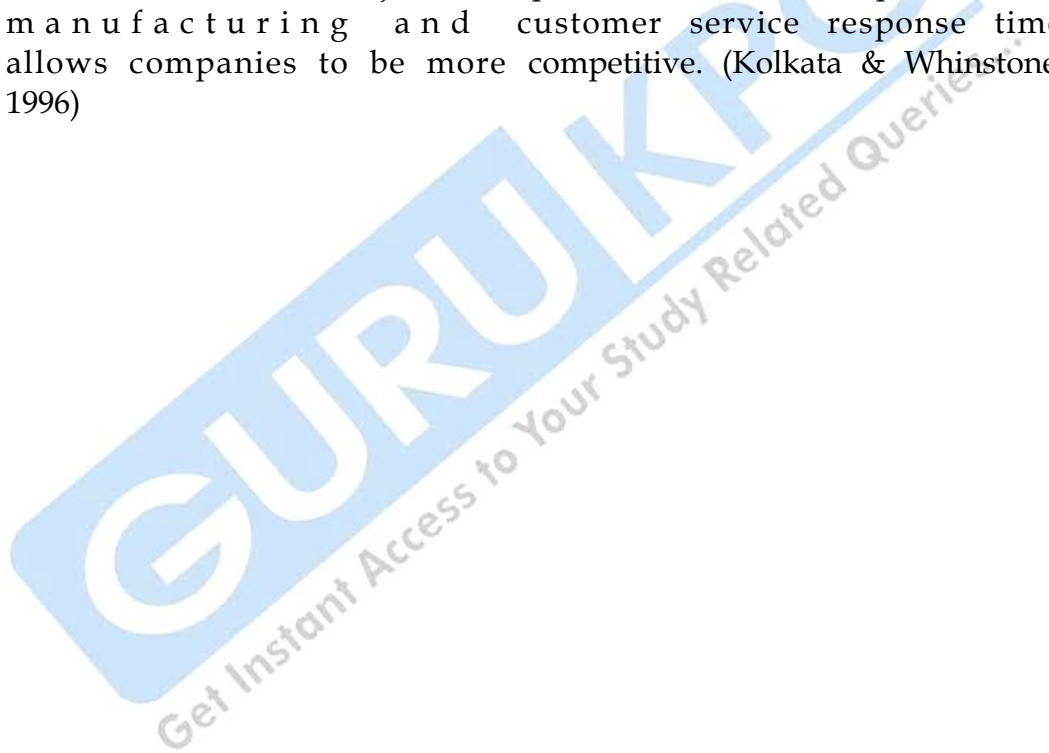 manufacturing and customer service response time
allows companies to be more competitive. (Kolkata & Whinstone
1996)
GURUKPO
Get Instant Access to Your Study Related Queries...